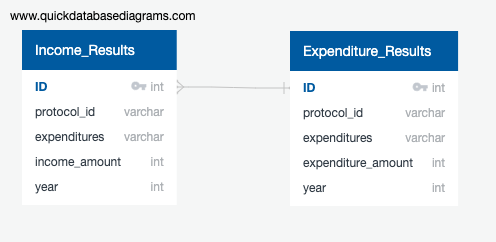 www.quickdatabasediagrams.com
Income_Results
ID int
protocol_id varchar
expenditures varchar
income_amount int
year int
Expenditure_Results
ID int
protocol_id varchar
expenditures varchar
expenditure_amount int
year int